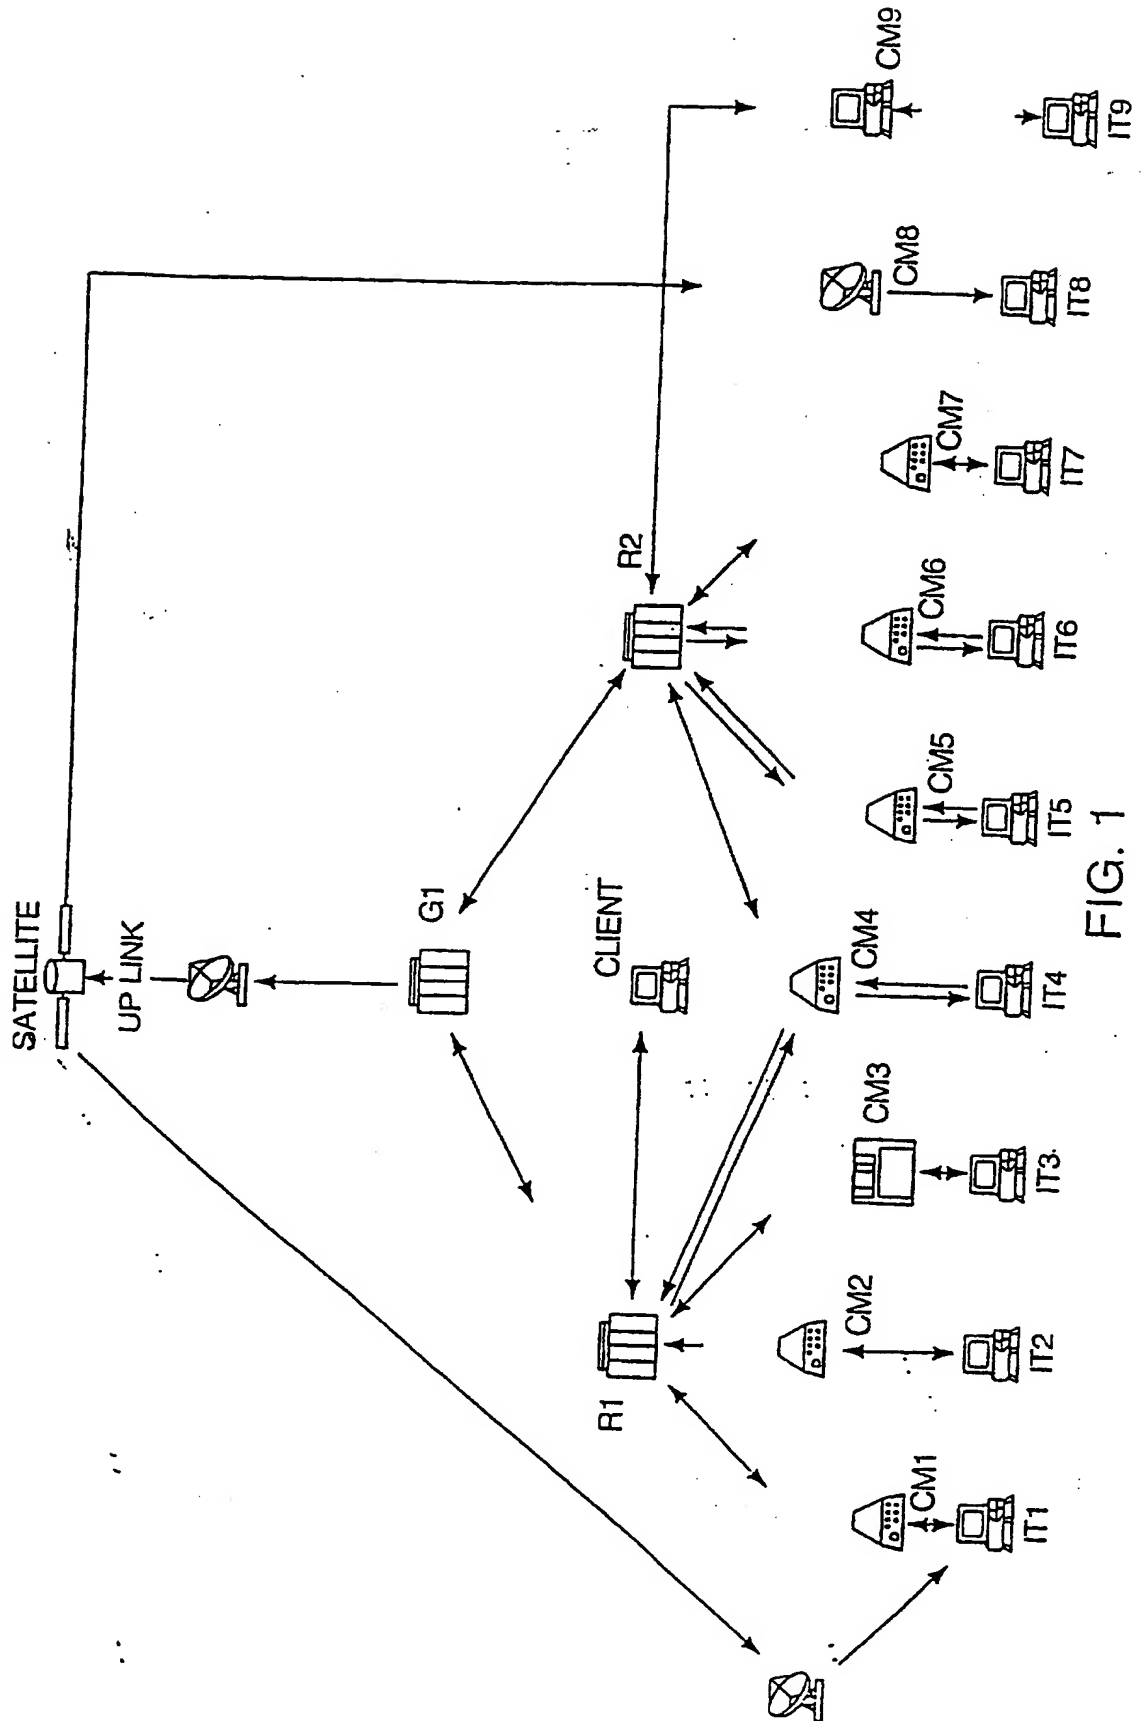 SATELLITE
UP LINK
G1
CLIENT
R1
R2
CM1
CM2
CM3
CM4
CM5
CM6
CM7
CM8
CM9
IT1
IT2
IT3
IT4
IT5
IT6
IT7
IT8
IT9
FIG. 1